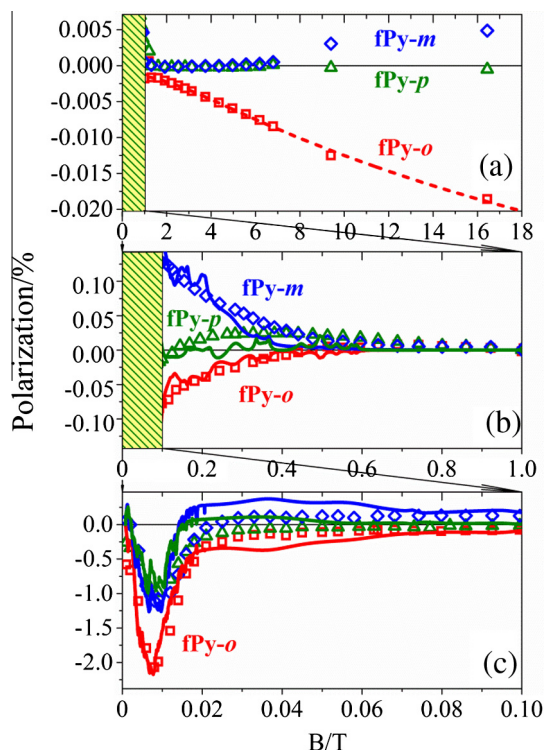 0.005
fPy-m
0.000
fPy-p
-0.005
-0.010
fPy-o
-0.015
(a)
-0.020
0 2 4 6 8 10 12 14 16 18
0.10
fPy-m
0.05
fPy-p
0.00
-0.05
fPy-o
-0.10
(b)
0 0.2 0.4 0.6 0.8 1.0
0.0
-0.5
-1.0
-1.5
fPy-o
-2.0
(c)
0 0.02 0.04 0.06 0.08 0.10
B/T
Polarization/%